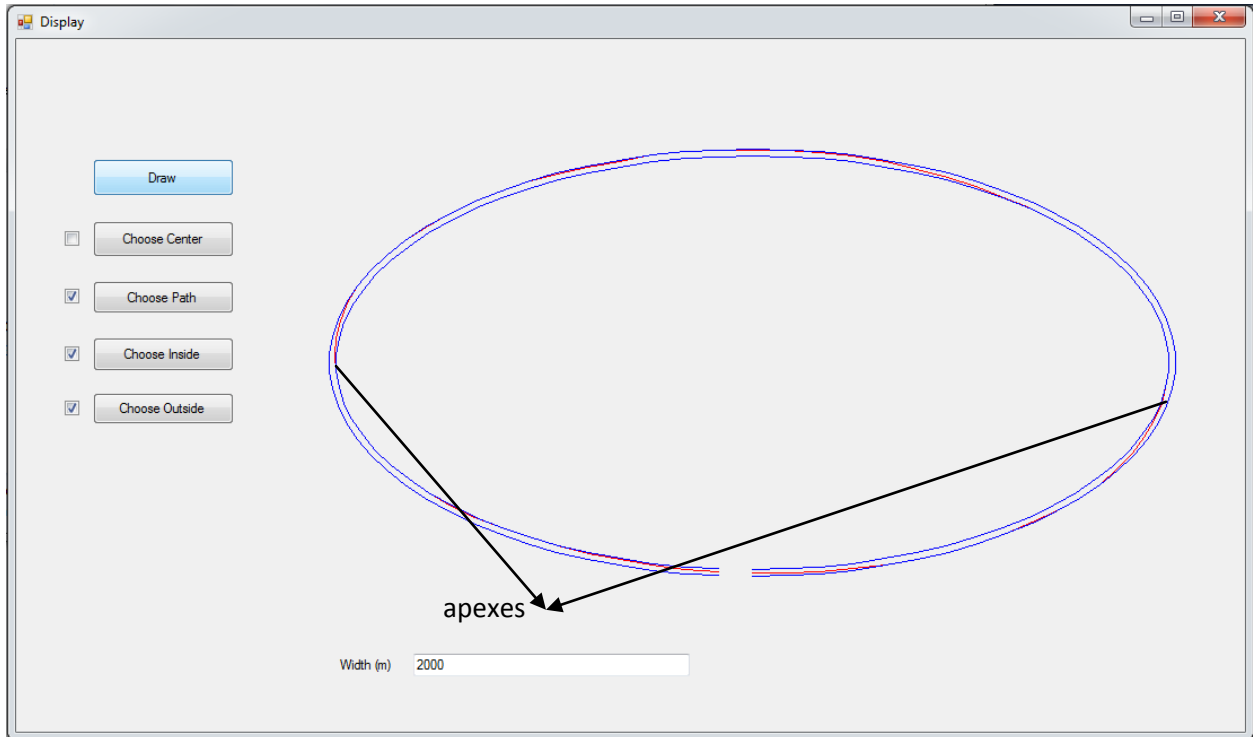 Display
Draw
Choose Center
Choose Path
Choose Inside
Choose Outside
apexes
Width (m) 2000